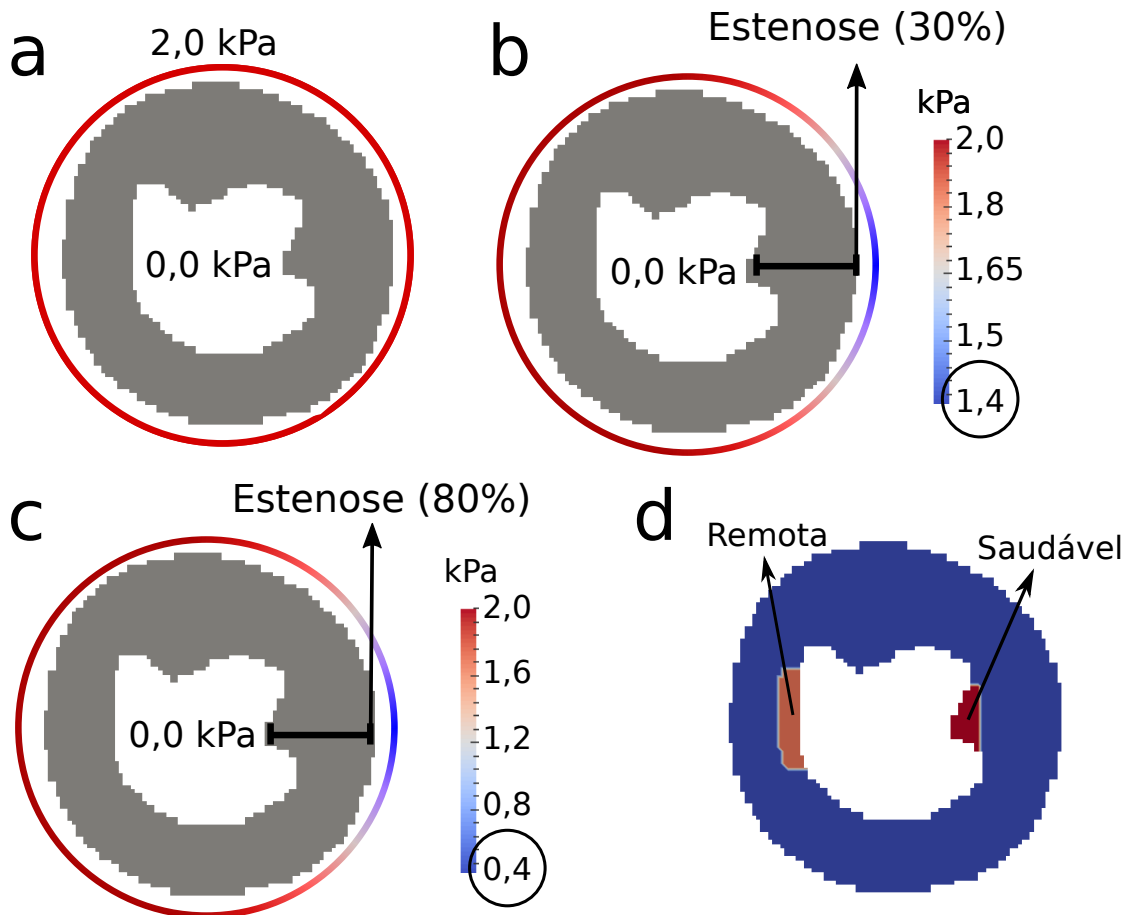 a
2,0 kPa
0,0 kPa
b
Estenose (30%)
0,0 kPa
kPa
2,0
1,8
1,65
1,5
1,4
c
Estenose (80%)
0,0 kPa
kPa
2,0
1,6
1,2
0,8
0,4
d
Remota
Saudável